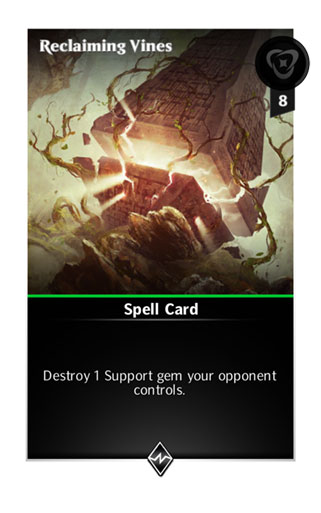 Reclaiming Vines
8
Spell Card
Destroy 1 Support gem your opponent
controls.